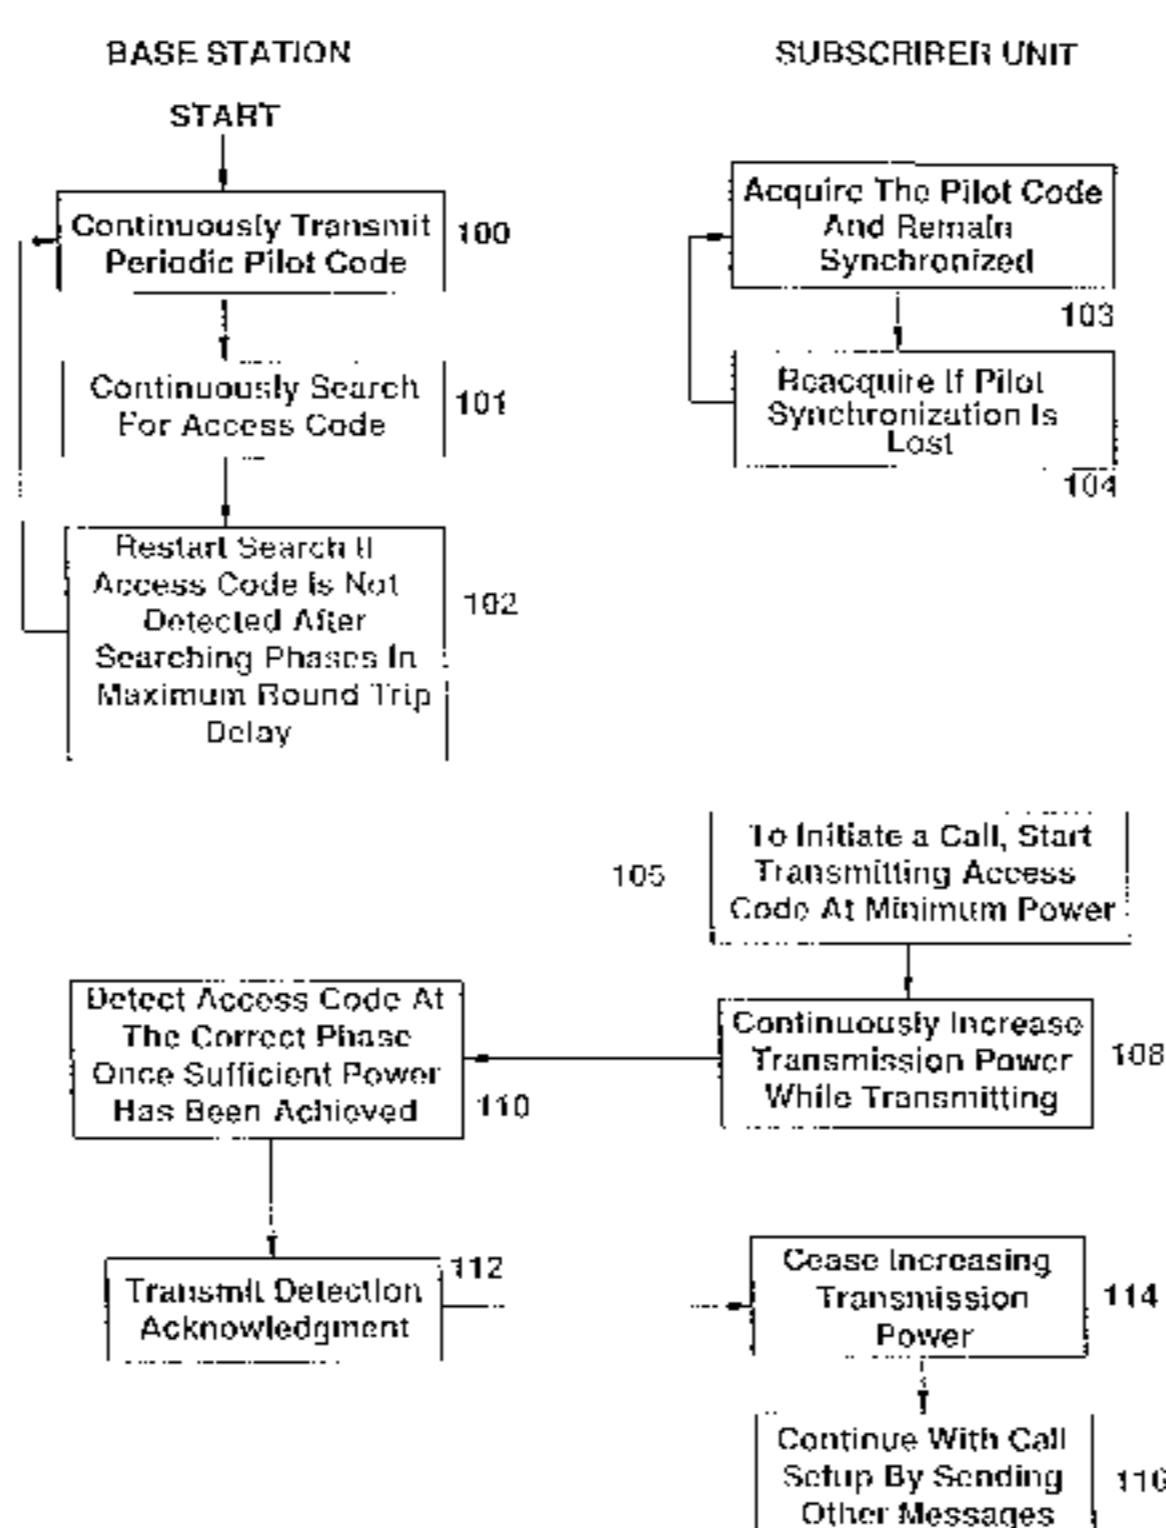 BASE STATION
SUBSCRIBER UNIT
START
Continuously Transmit
Periodic Pilot Code
100
Acquire The Pilot Code
And Remain
Synchronized
103
Continuously Search
For Access Code
101
Reacquire If Pilot
Synchronization Is
Lost
104
Restart Search If
Access Code Is Not
Detected After
Searching Phases In
Maximum Round Trip
Delay
102
105
To Initiate a Call, Start
Transmitting Access
Code At Minimum Power
Detect Access Code At
The Correct Phase
Once Sufficient Power
Has Been Achieved
110
Continuously Increase
Transmission Power
While Transmitting
108
Transmit Detection
Acknowledgment
112
Cease Increasing
Transmission
Power
114
Continue With Call
Setup By Sending
Other Messages
116